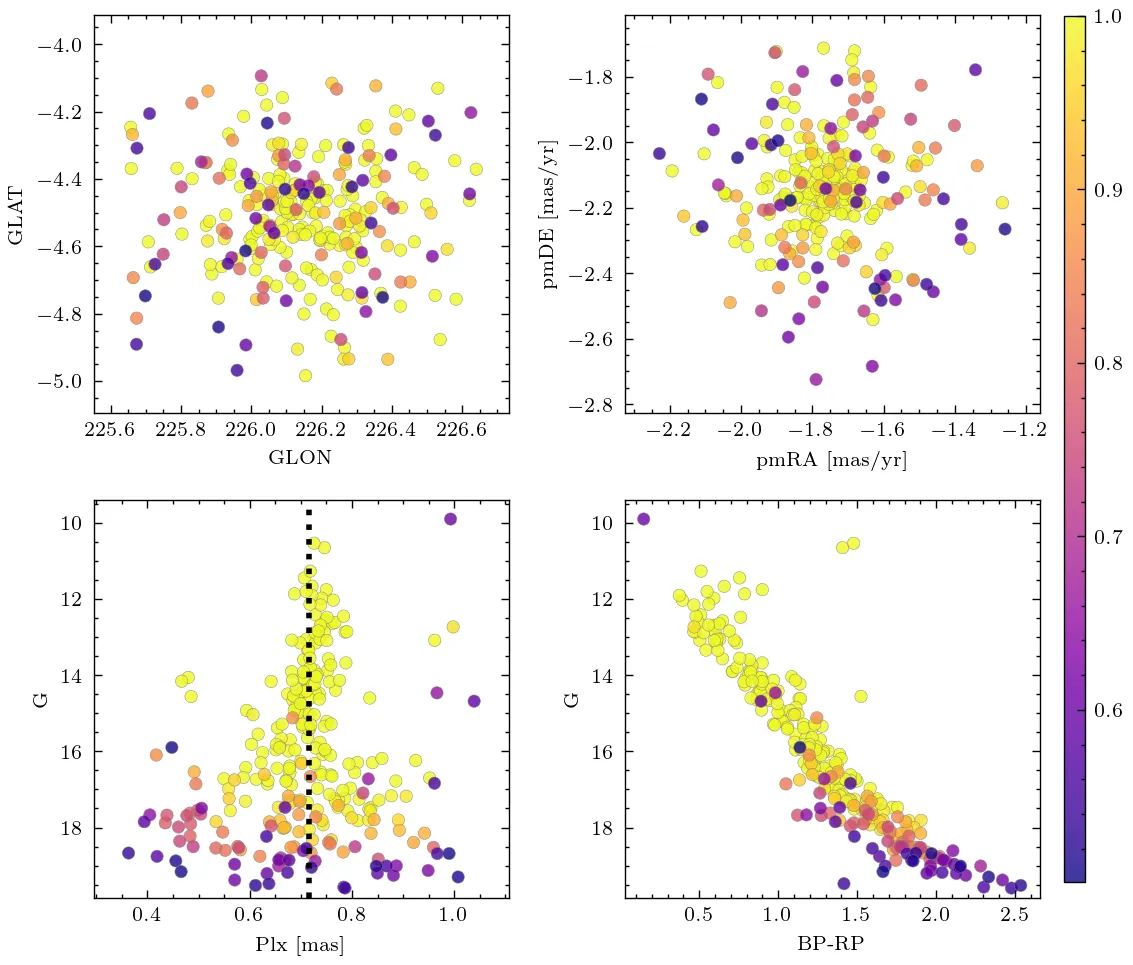 −4.0
−4.2
−4.4
−4.6
−4.8
−5.0
GLAT
225.6 225.8 226.0 226.2 226.4 226.6
GLON
−1.8
−2.0
−2.2
−2.4
−2.6
−2.8
pmDE [mas/yr]
−2.2 −2.0 −1.8 −1.6 −1.4 −1.2
pmRA [mas/yr]
1.0
0.9
0.8
0.7
0.6
10
12
14
16
18
G
0.4 0.6 0.8 1.0
Plx [mas]
10
12
14
16
18
G
0.5 1.0 1.5 2.0 2.5
BP-RP